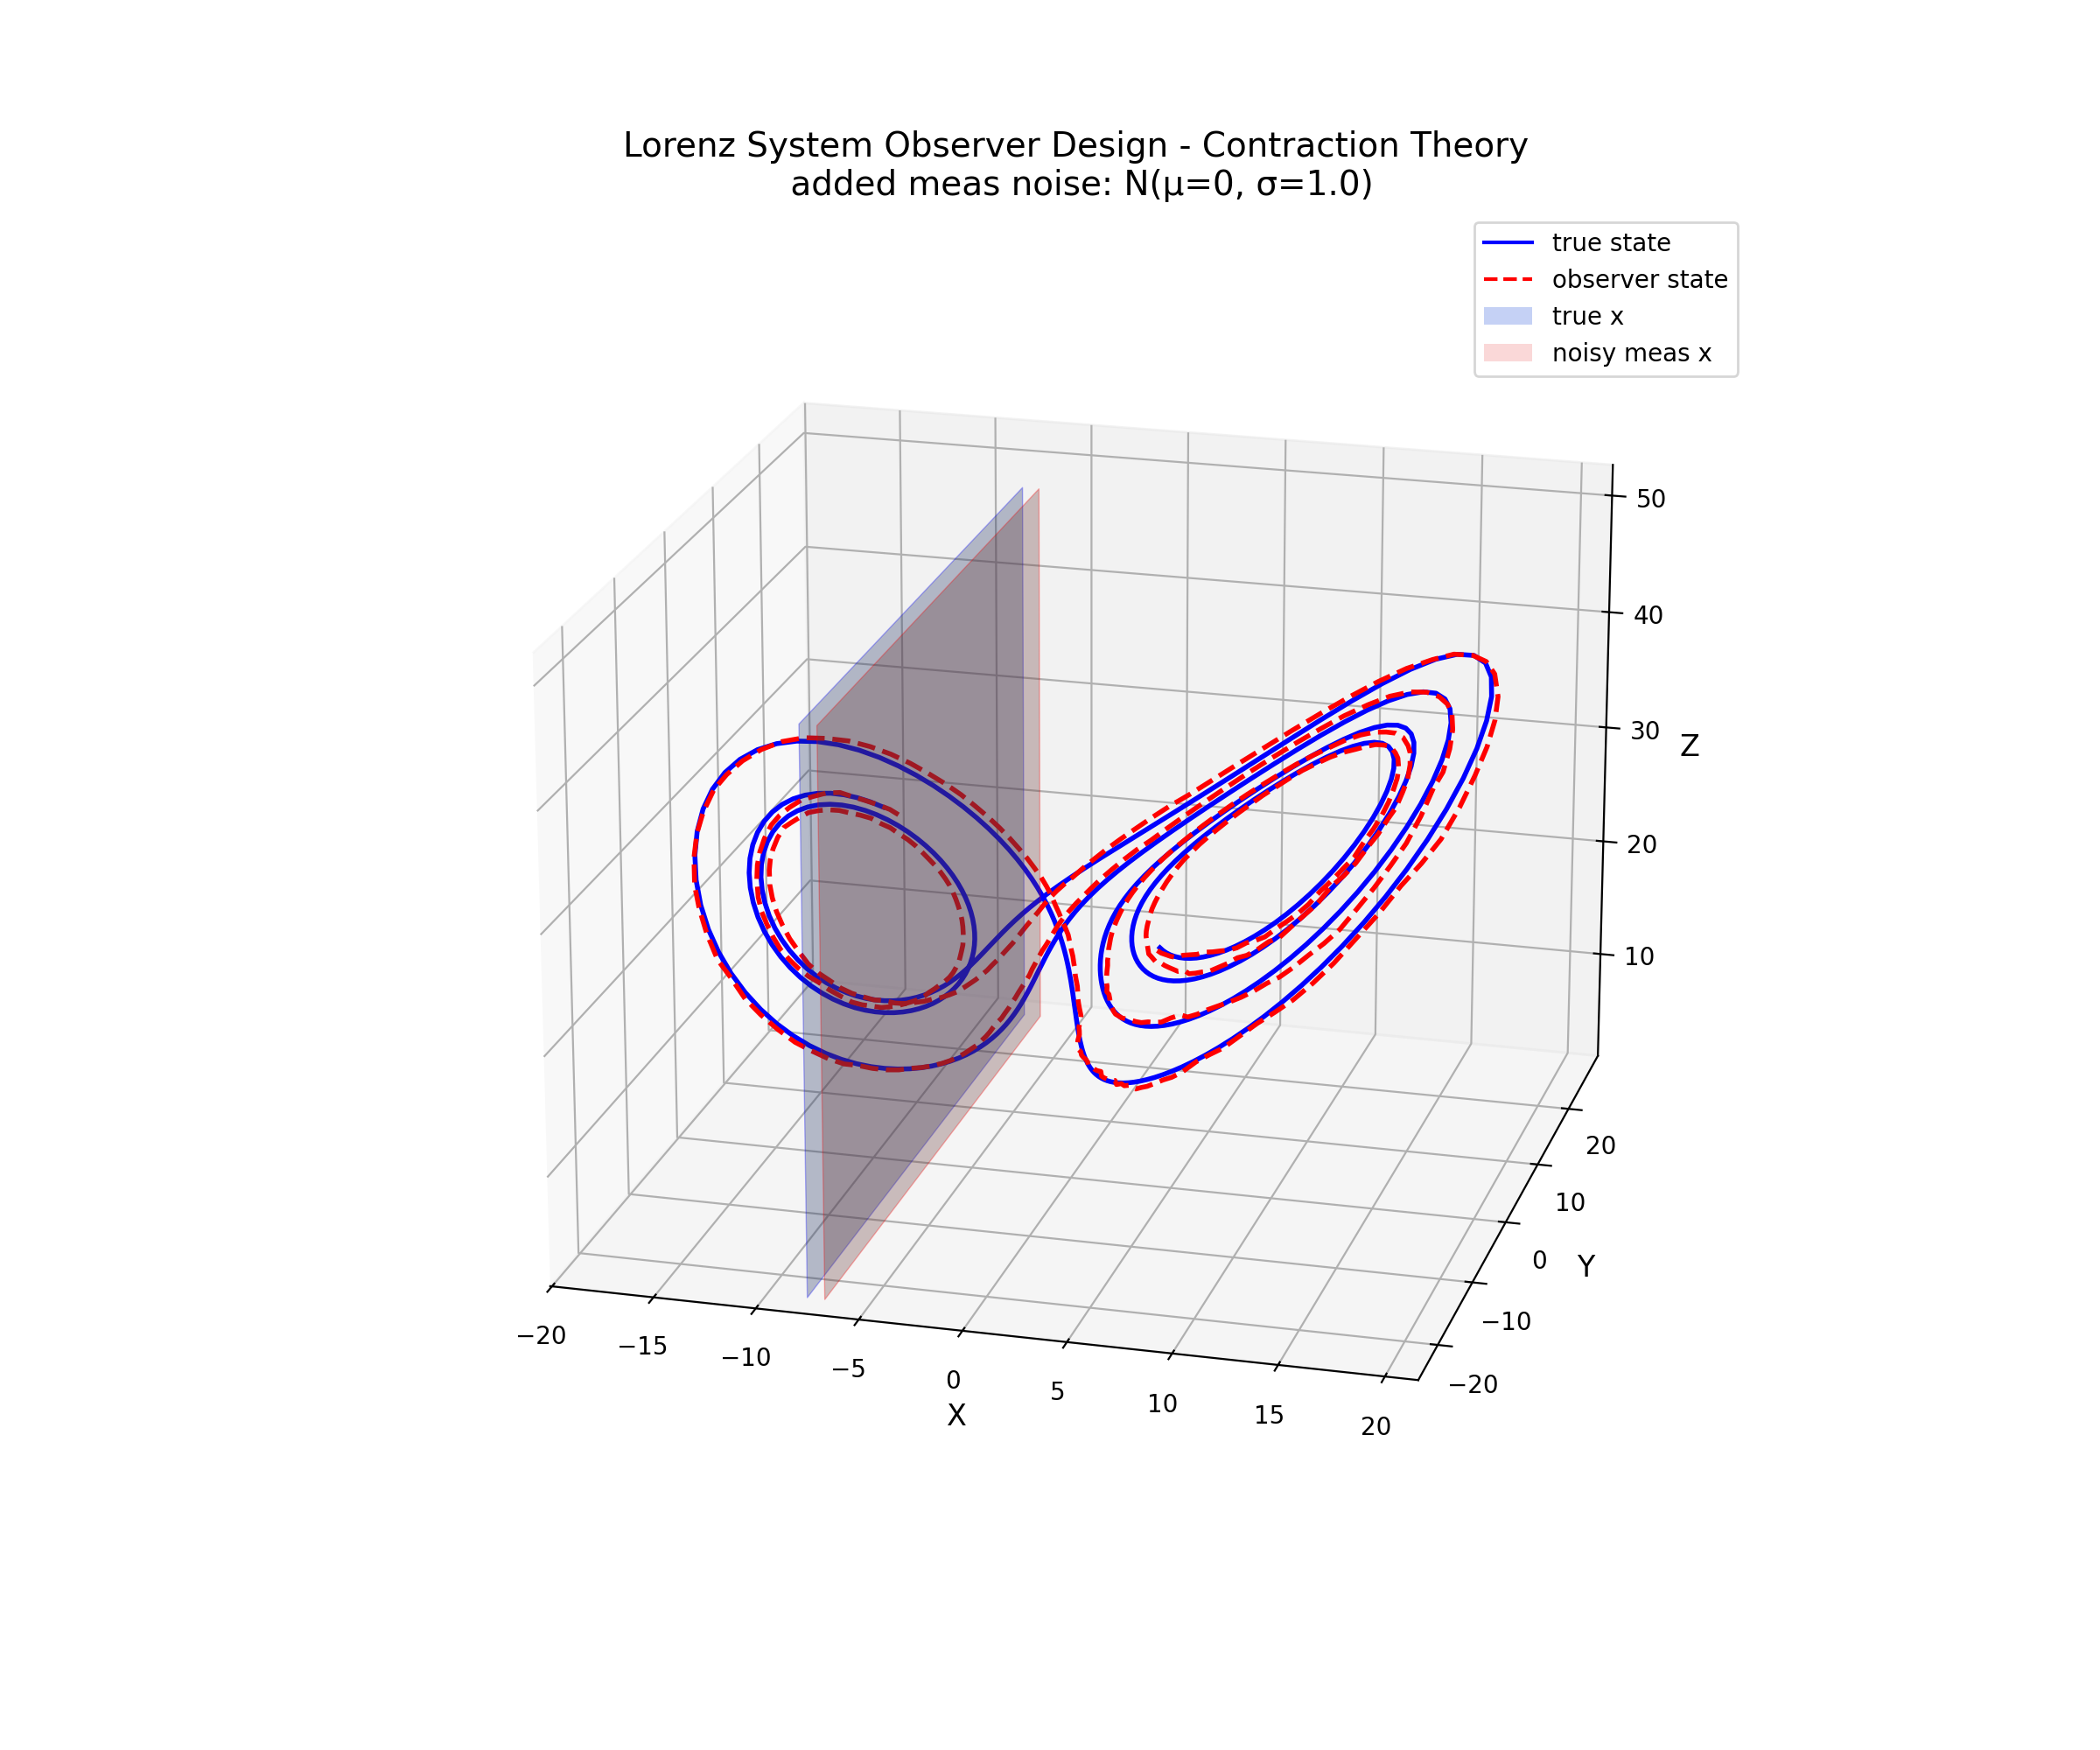 Lorenz System Observer Design - Contraction Theory
added meas noise: N(μ=0, σ=1.0)
true state
observer state
true x
noisy meas x
50
40
30
Z
20
10
20
10
0
Y
−10
−20
−20
−15
−10
−5
0
5
10
15
20
X